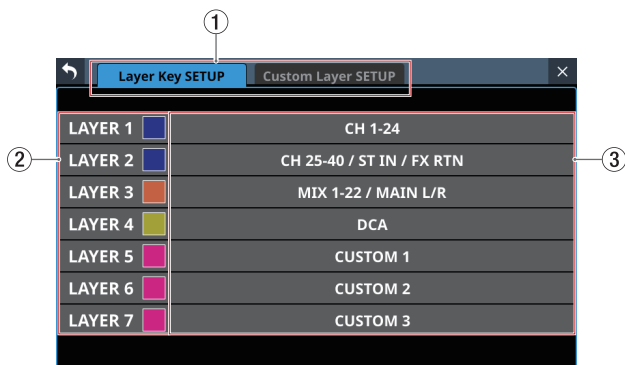 1
Layer Key SETUP Custom Layer SETUP
LAYER 1 CH 1-24
2 LAYER 2 CH 25-40 / ST IN / FX RTN 3
LAYER 3 MIX 1-22 / MAIN L/R
LAYER 4 DCA
LAYER 5 CUSTOM 1
LAYER 6 CUSTOM 2
LAYER 7 CUSTOM 3